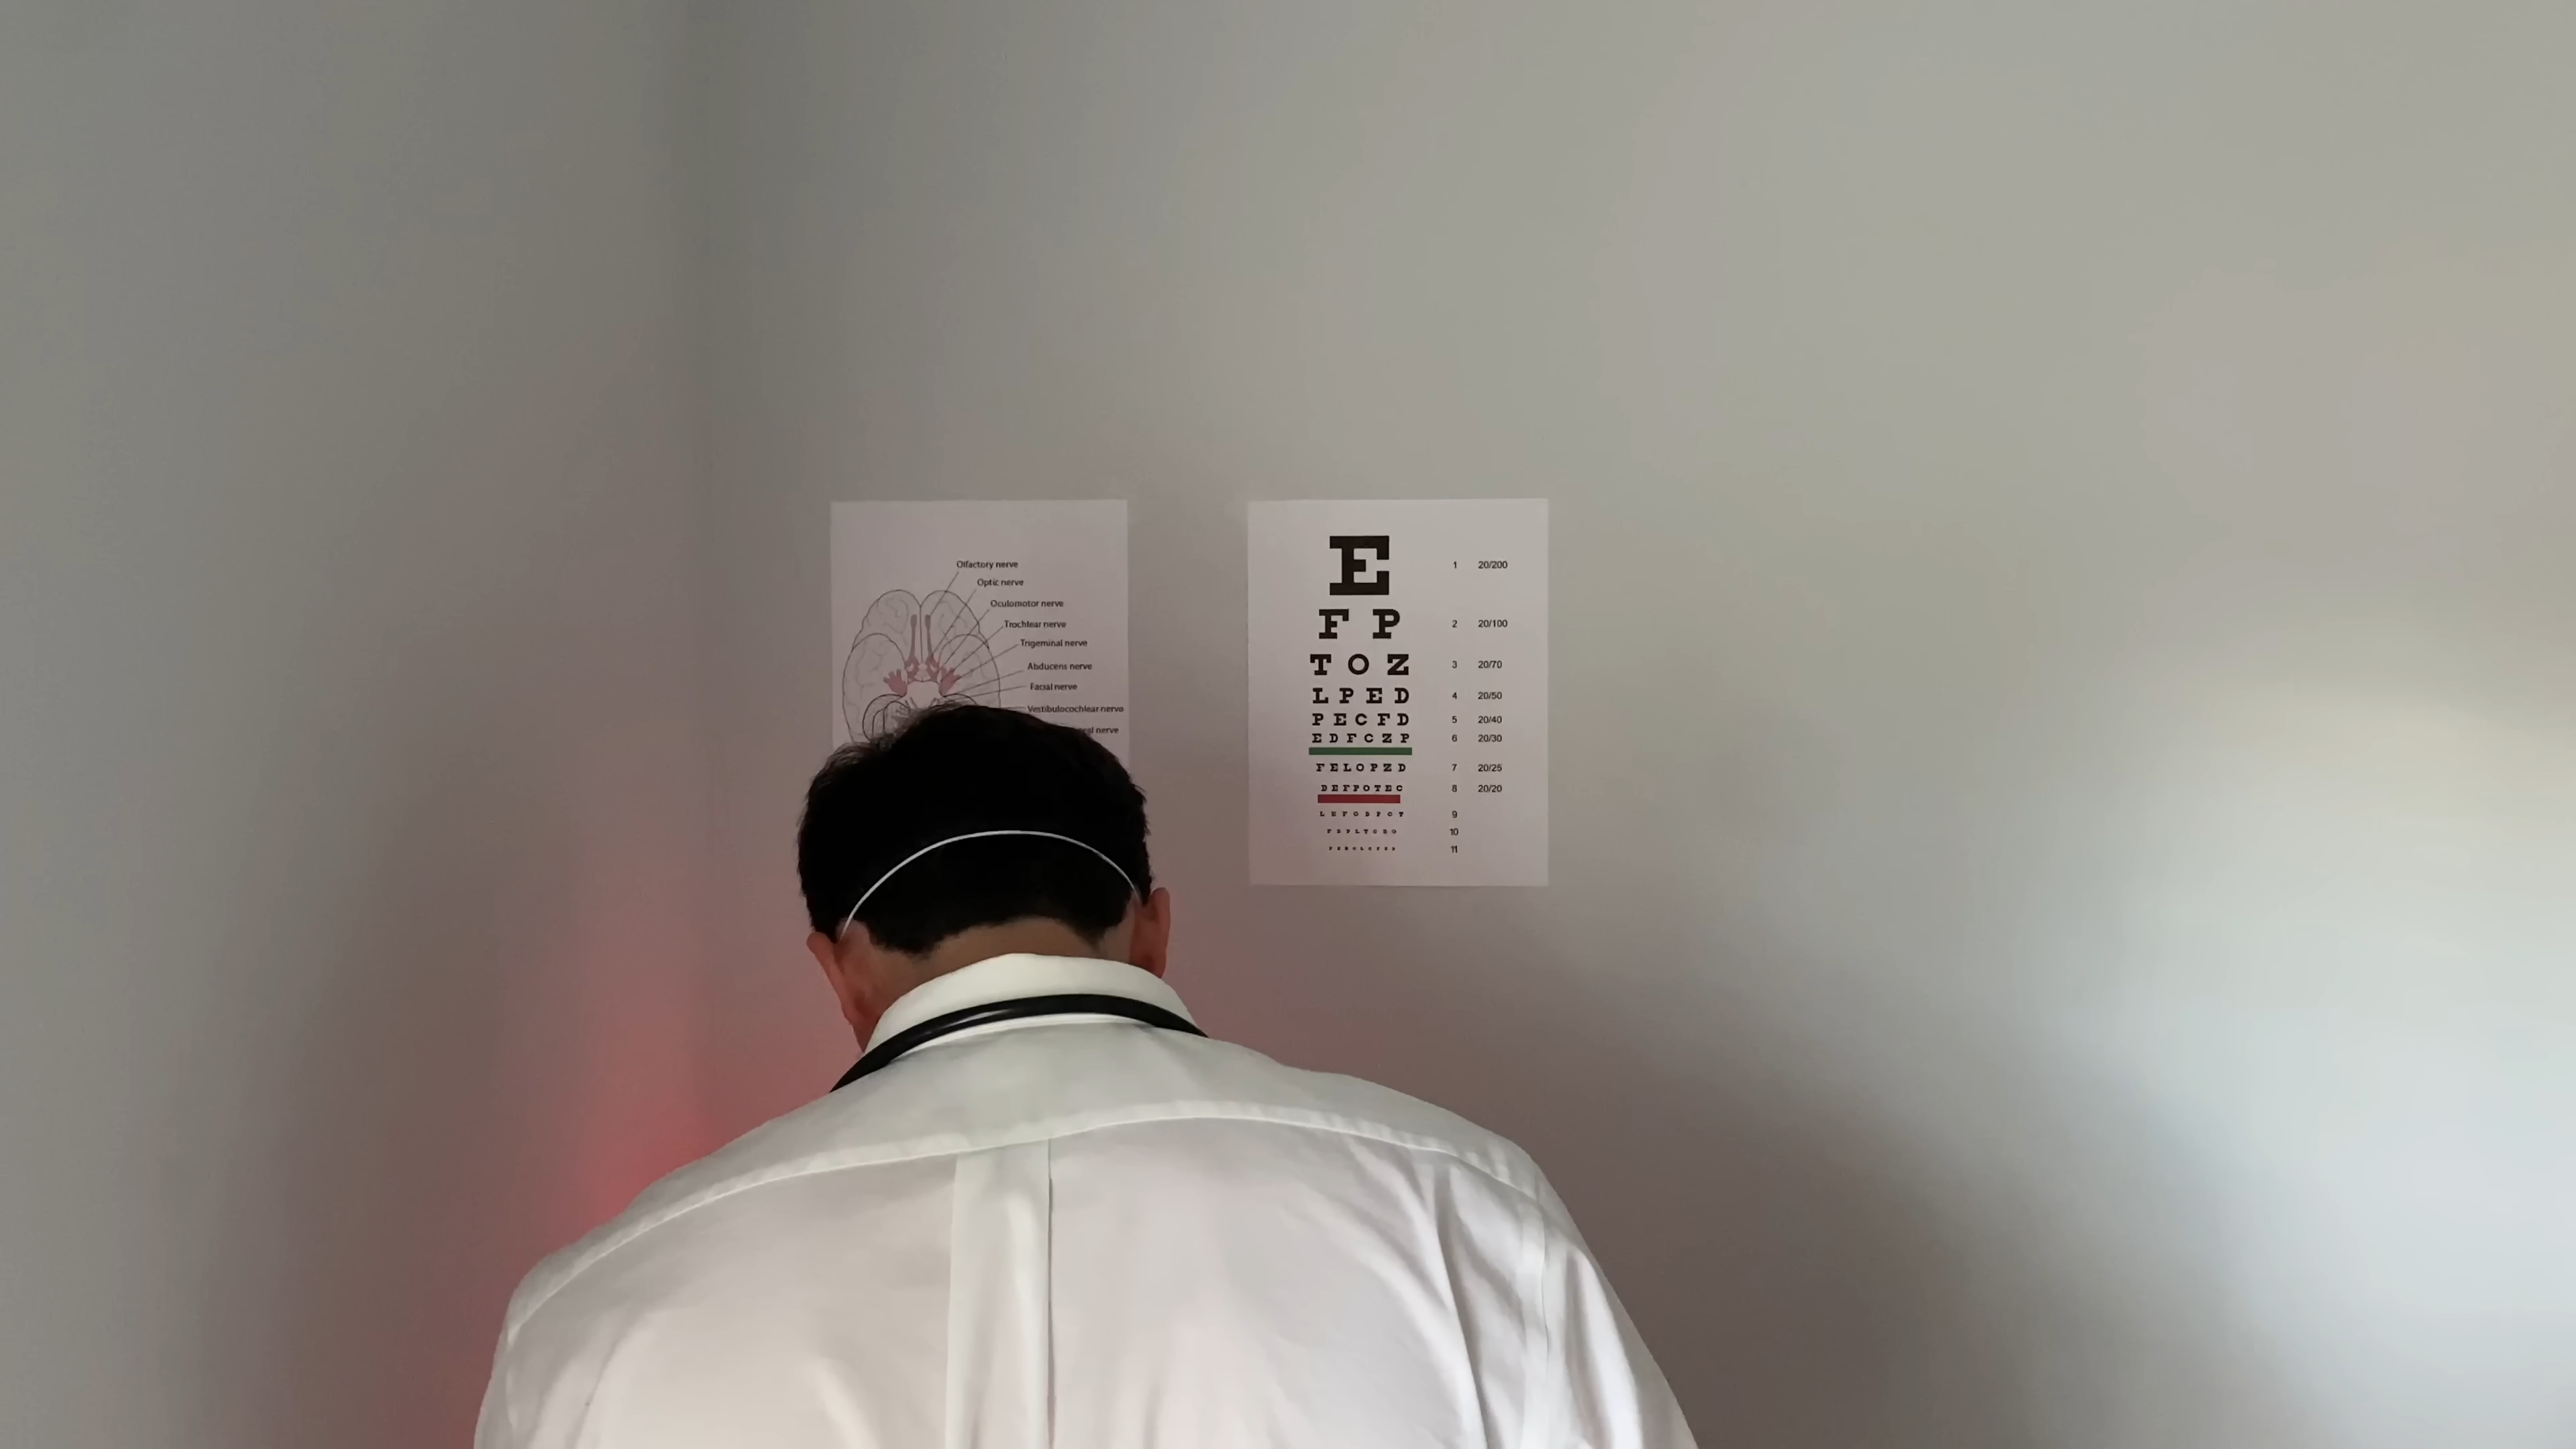 Olfactory nerve
Optic nerve
Oculomotor nerve
Trochlear nerve
Trigeminal nerve
Abducens nerve
Facial nerve
Vestibulocochlear nerve
nerve
E 1 20/200
F P 2 20/100
T O Z 3 20/70
L P E D 4 20/50
P E C F D 5 20/40
E D F C Z P 6 20/30
F E L O P Z D 7 20/25
D E F P O T E C 8 20/20
L E F O D P C T 9
F D P L T C E O 10
11